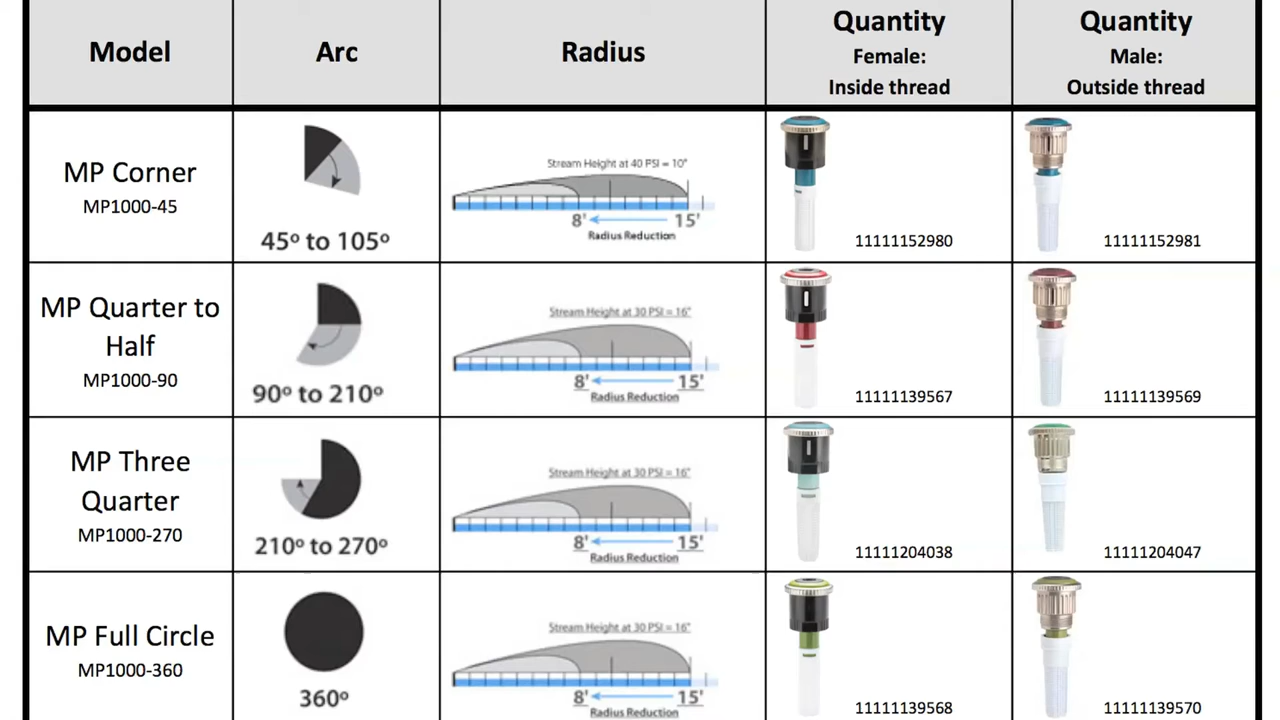 Model
Arc
Radius
Quantity
Female:
Inside thread
Quantity
Male:
Outside thread
MP Corner
MP1000-45
45º to 105º
Stream Height at 40 PSI = 10"
8'
15'
Radius Reduction
11111152980
11111152981
MP Quarter to
Half
MP1000-90
90º to 210º
Stream Height at 30 PSI = 16"
8'
15'
Radius Reduction
11111139567
11111139569
MP Three
Quarter
MP1000-270
210º to 270º
Stream Height at 30 PSI = 16"
8'
15'
Radius Reduction
11111204038
11111204047
MP Full Circle
MP1000-360
360º
Stream Height at 30 PSI = 16"
8'
15'
Radius Reduction
11111139568
11111139570